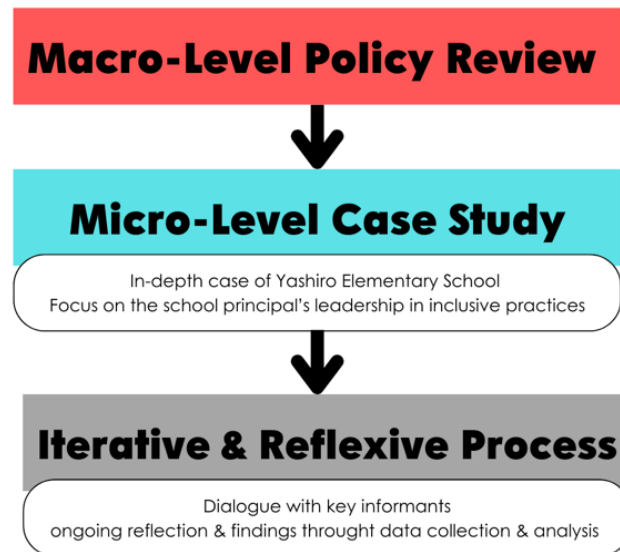 Macro-Level Policy Review
Micro-Level Case Study
In-depth case of Yashiro Elementary School
Focus on the school principal's leadership in inclusive practices
Iterative & Reflexive Process
Dialogue with key informants
ongoing reflection & findings throught data collection & analysis